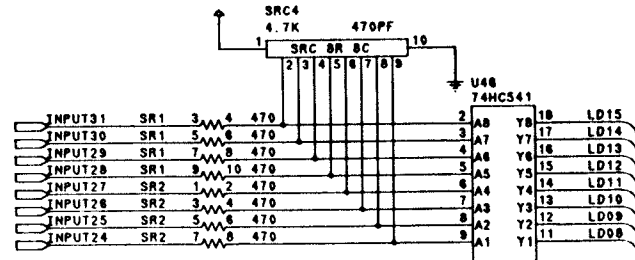 SRC4
4.7K 470PF
1 SRC 8R 8C 10
2 3 4 5 6 7 8 9
U46
74HC541
INPUT31 SR1 3 4 470 2 A8 Y8 18 LD15
INPUT30 SR1 5 6 470 3 A7 Y7 17 LD14
INPUT29 SR1 7 8 470 4 A6 Y6 16 LD13
INPUT28 SR1 9 10 470 5 A5 Y5 15 LD12
INPUT27 SR2 1 2 470 6 A4 Y4 14 LD11
INPUT26 SR2 3 4 470 7 A3 Y3 13 LD10
INPUT25 SR2 5 6 470 8 A2 Y2 12 LD09
INPUT24 SR2 7 8 470 9 A1 Y1 11 LD08